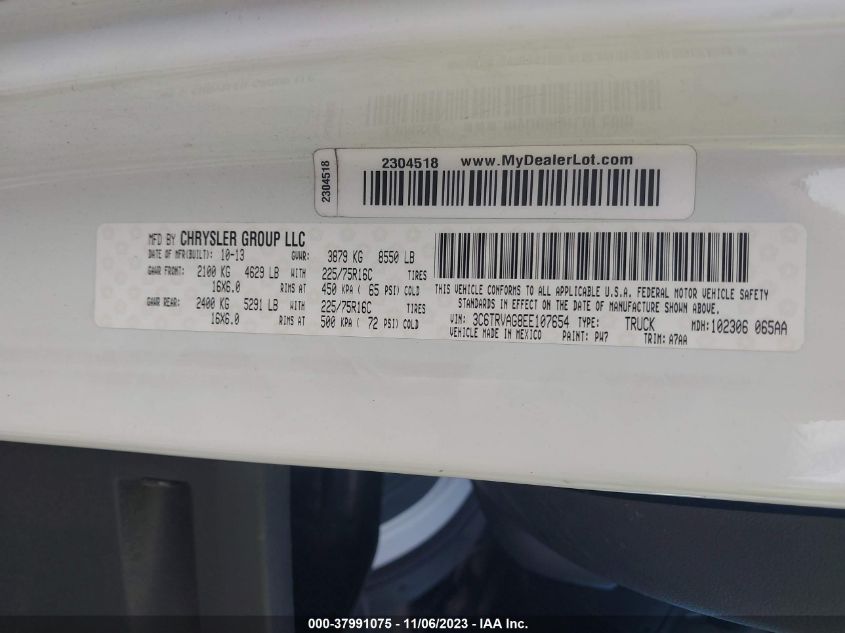 2304518
2304518 www.MyDealerLot.com
MFD BY CHRYSLER GROUP LLC
DATE OF MFR(BUILT): 10-13 GVWR: 3879 KG 8550 LB
GAWR FRONT: 2100 KG 4629 LB WITH 225/75R16C TIRES
16X6.0 RIMS AT 450 KPA ( 65 PSI) COLD
GAWR REAR: 2400 KG 5291 LB WITH 225/75R16C TIRES
16X6.0 RIMS AT 500 KPA ( 72 PSI) COLD
THIS VEHICLE CONFORMS TO ALL APPLICABLE U.S.A. FEDERAL MOTOR VEHICLE SAFETY
STANDARDS IN EFFECT ON THE DATE OF MANUFACTURE SHOWN ABOVE.
VIN: 3C6TRVAG8EE107654 TYPE: TRUCK MDH: 102306 065AA
VEHICLE MADE IN MEXICO PAINT: PW7 TRIM: A7AA
000-37991075 - 11/06/2023 - IAA Inc.